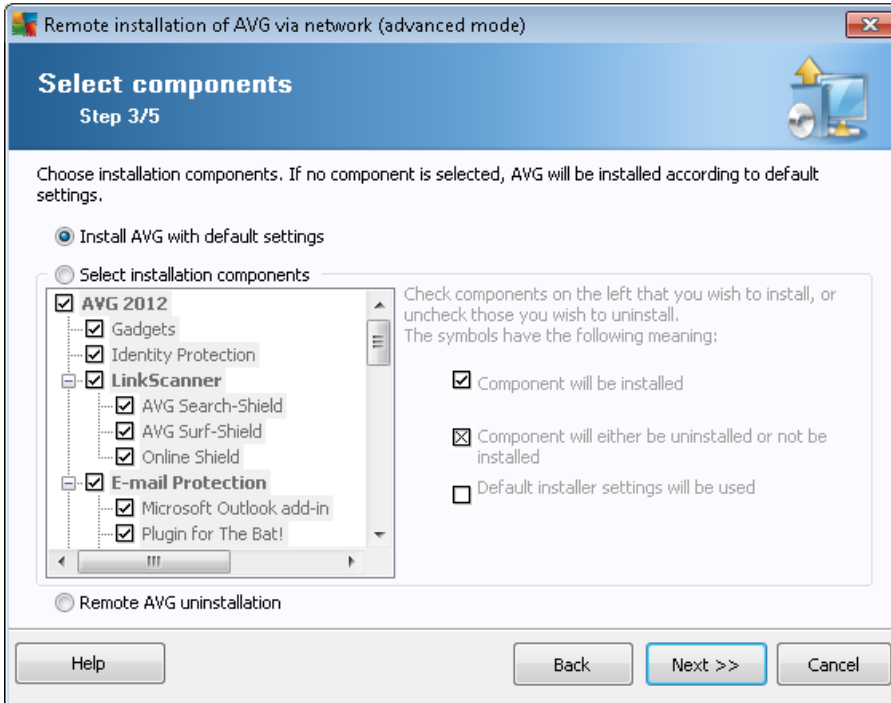 Remote installation of AVG via network (advanced mode)
Select components
Step 3/5
Choose installation components. If no component is selected, AVG will be installed according to default
settings.
Install AVG with default settings
Select installation components
AVG 2012
Gadgets
Identity Protection
LinkScanner
AVG Search-Shield
AVG Surf-Shield
Online Shield
E-mail Protection
Microsoft Outlook add-in
Plugin for The Bat!
Check components on the left that you wish to install, or
uncheck those you wish to uninstall.
The symbols have the following meaning:
Component will be installed
Component will either be uninstalled or not be
installed
Default installer settings will be used
Remote AVG uninstallation
Help
Back
Next >>
Cancel